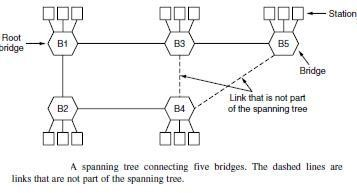 Station
Root
bridge
B1
B3
B5
Bridge
B2
B4
Link that is not part
of the spanning tree
A spanning tree connecting five bridges. The dashed lines are
links that are not part of the spanning tree.